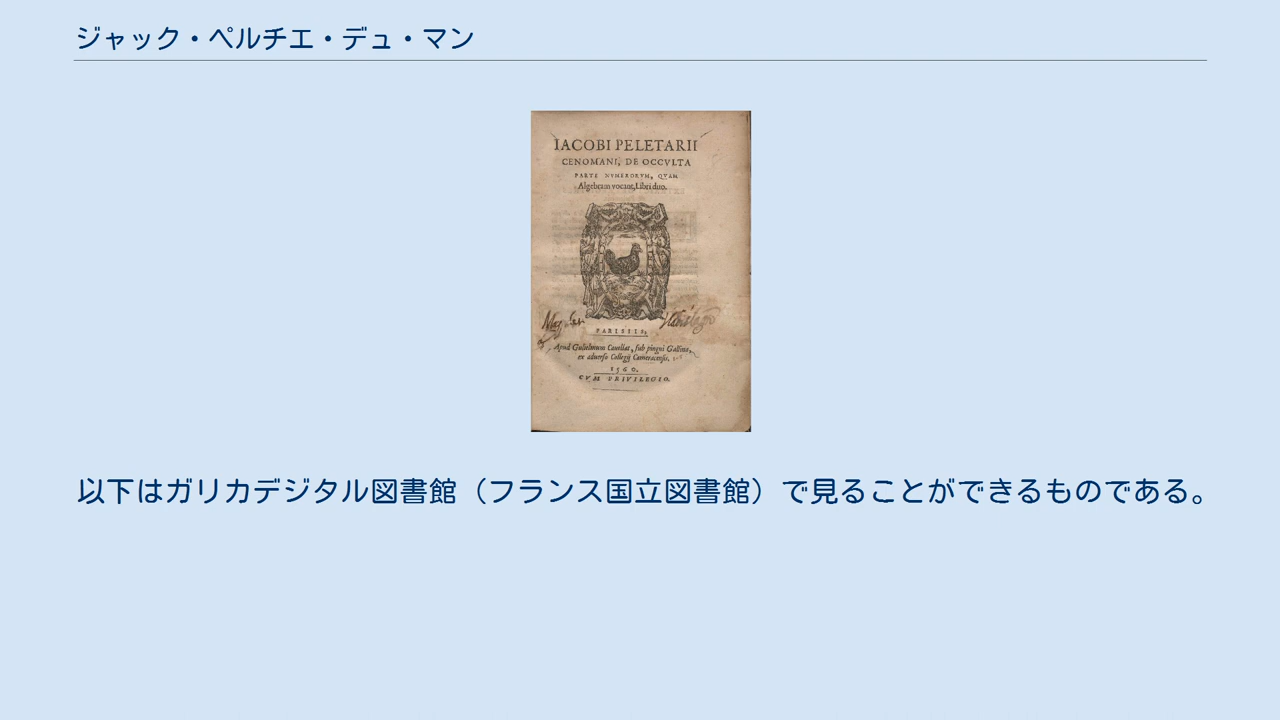 ジャック・ペルチエ・デュ・マン
IACOBI PELETARII
CENOMANI, DE OCCVLTA
PARTE NVMERORVM, QVAM
Algebram vocant, Libri duo.
PARISIIS,
Apud Gulielmum Cauellat, sub pingui Gallina,
ex aduerso Collegij Cameracensis.
1560.
CVM PRIVILEGIO.
以下はガリカデジタル図書館（フランス国立図書館）で見ることができるものである。